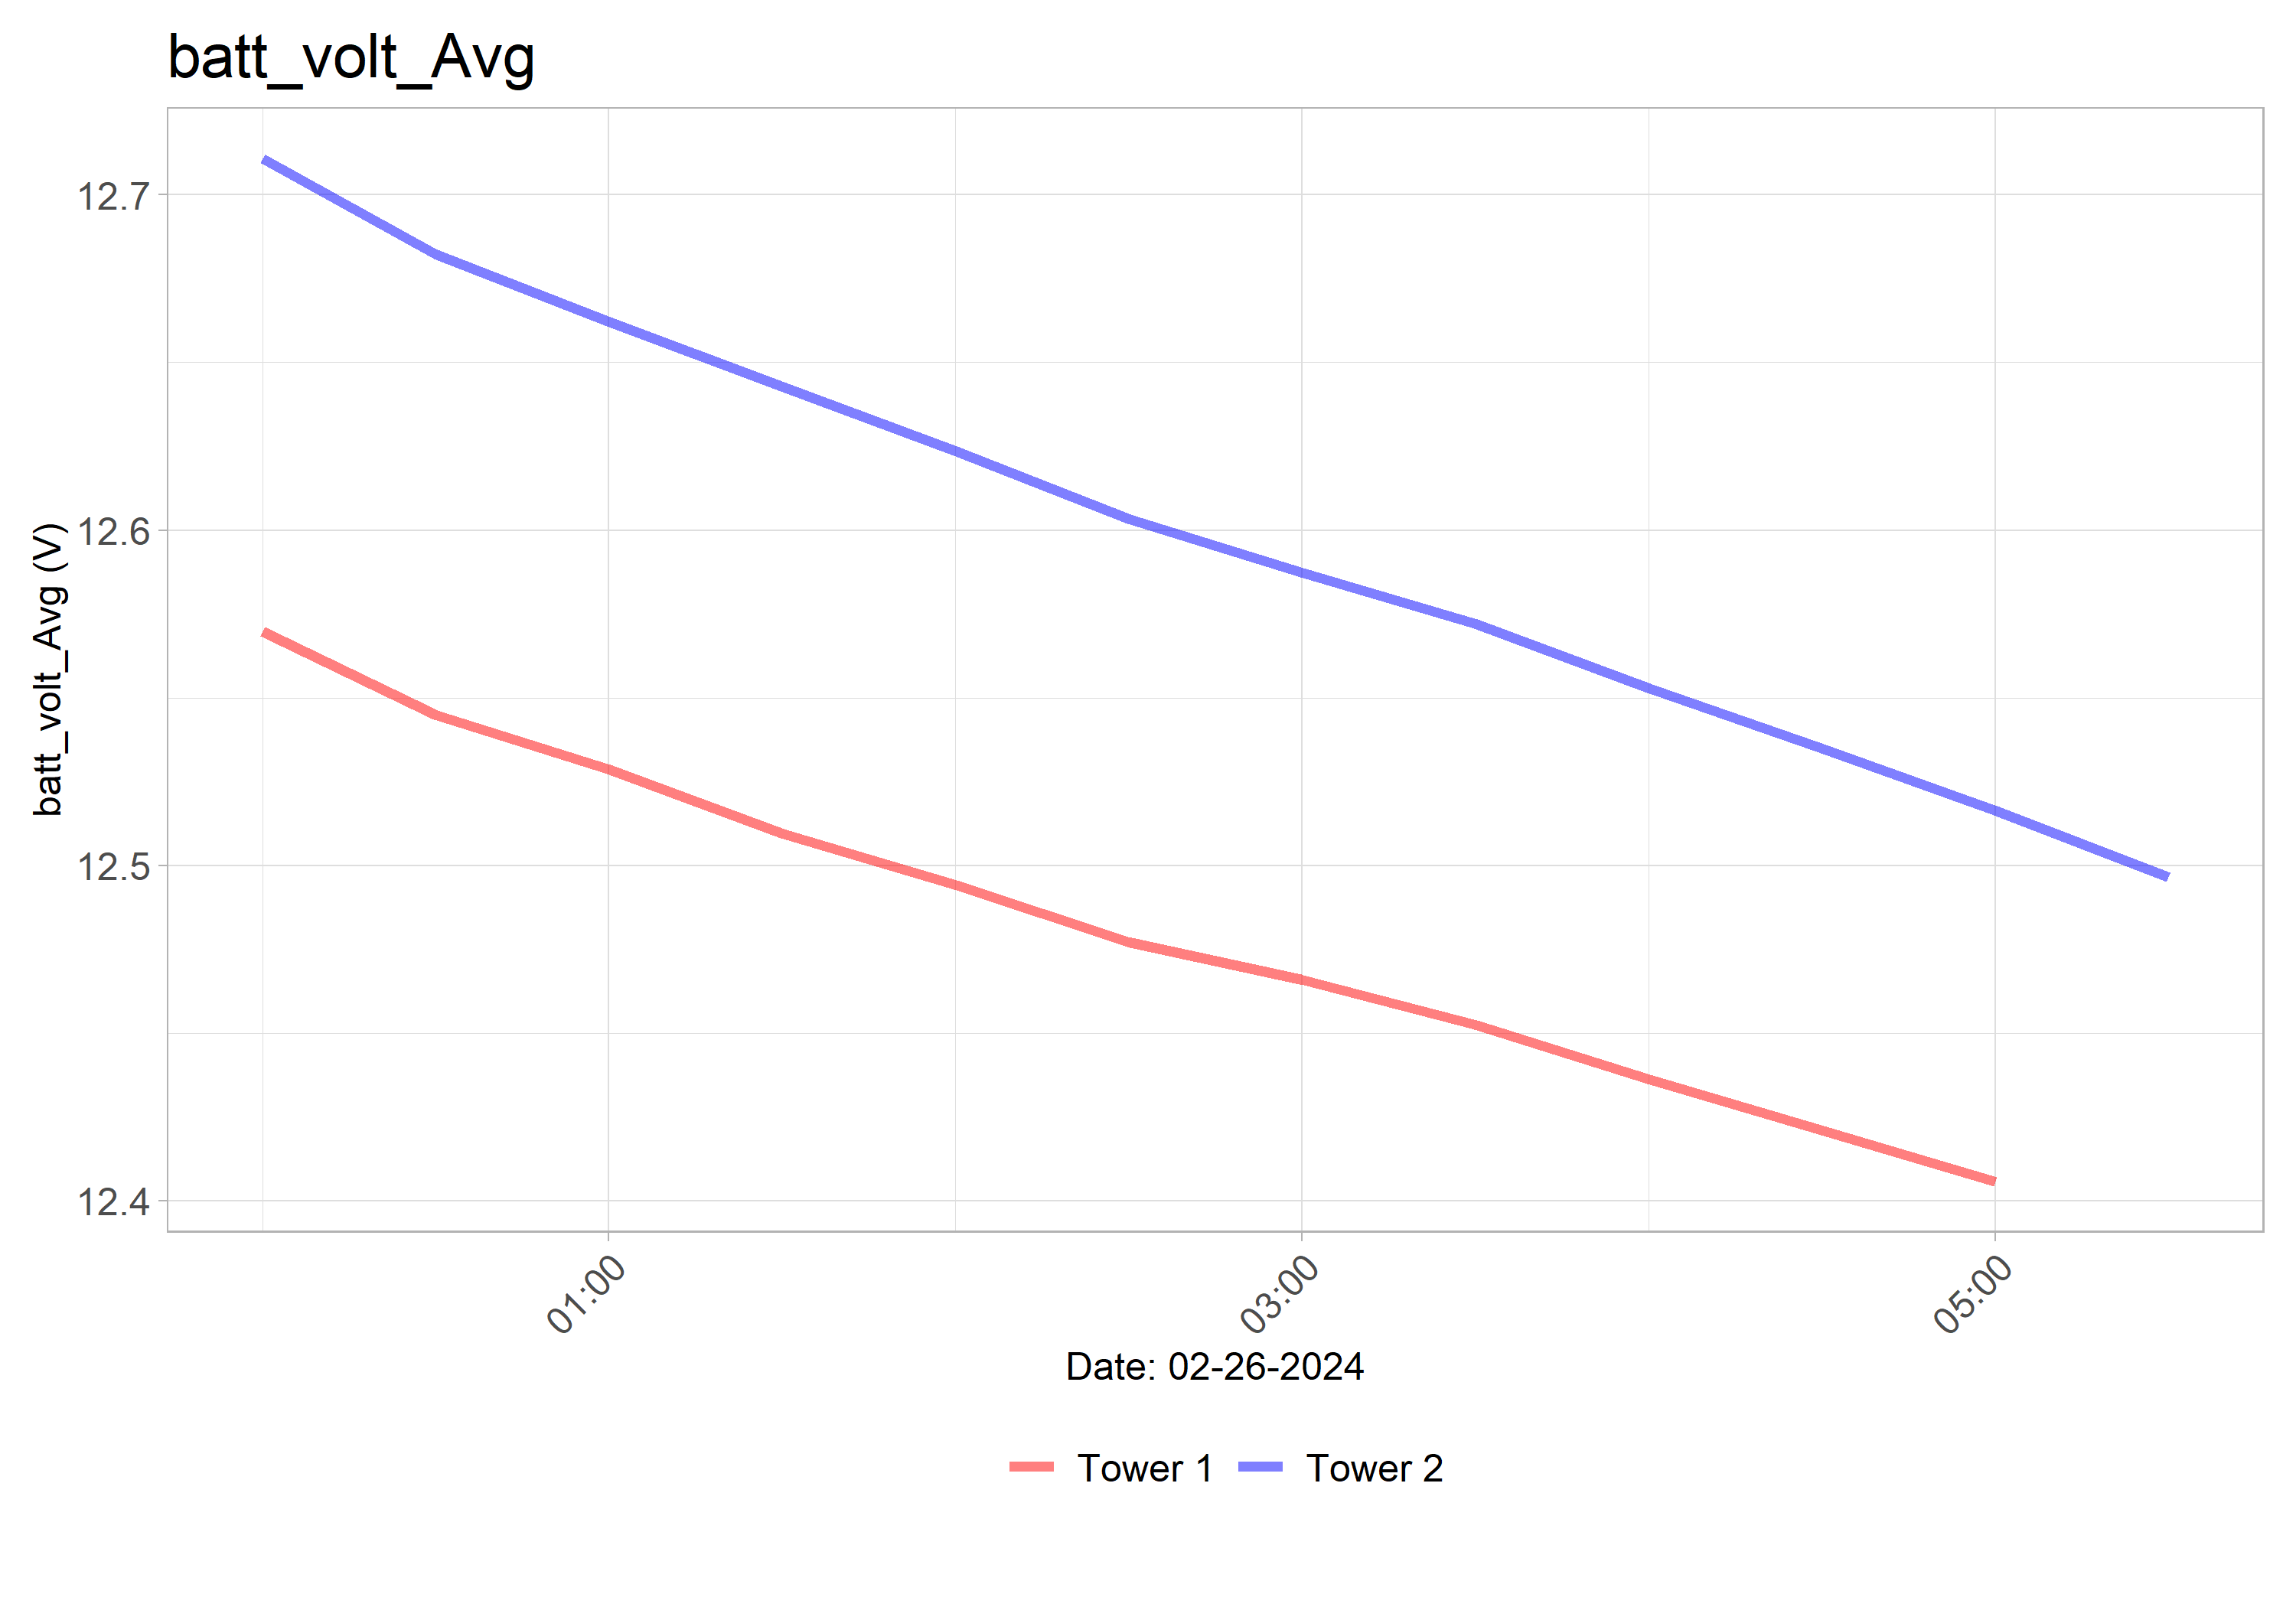 batt_volt_Avg
batt_volt_Avg (V)
12.7
12.6
12.5
12.4
01:00
03:00
05:00
Date: 02-26-2024
Tower 1
Tower 2